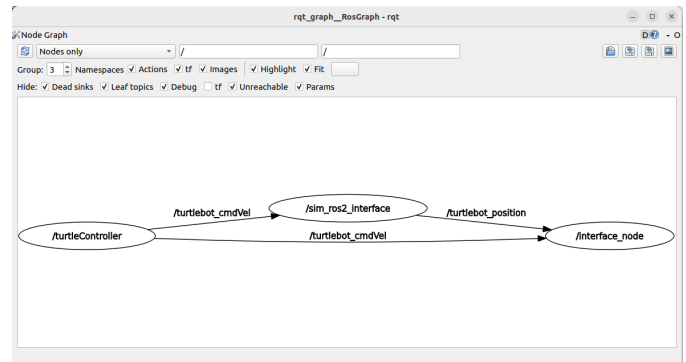 rqt_graph__RosGraph - rqt
Node Graph
D - O
Nodes only / /
Group: 3 Namespaces Actions tf Images Highlight Fit
Hide: Dead sinks Leaf topics Debug tf Unreachable Params
/turtlebot_cmdVel /sim_ros2_interface /turtlebot_position
/turtleController /turtlebot_cmdVel /interface_node